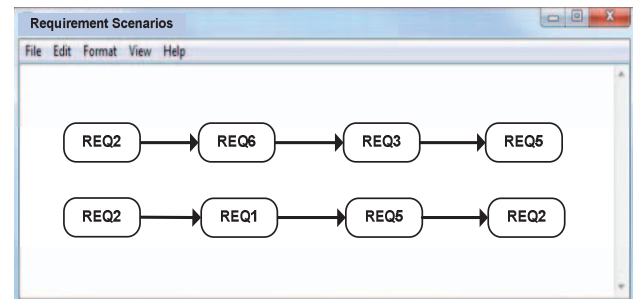 Requirement Scenarios
File Edit Format View Help
REQ2 REQ6 REQ3 REQ5
REQ2 REQ1 REQ5 REQ2